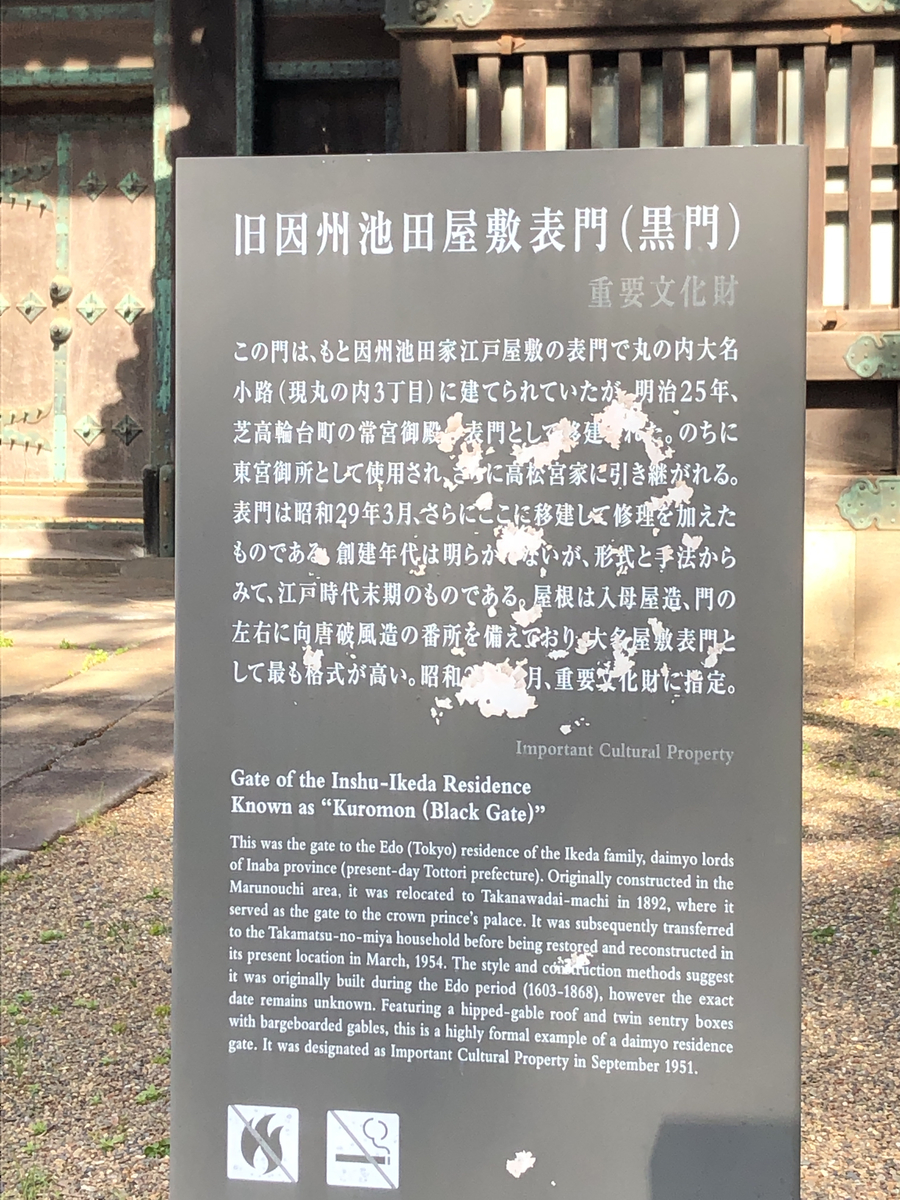 旧因州池田屋敷表門(黒門)
重要文化財
この門は、もと因州池田家江戸屋敷の表門で丸の内大名
小路(現丸の内3丁目)に建てられていたが、明治25年、
芝高輪台町の常宮御殿の表門として移建された。のちに
東宮御所として使用され、さらに高松宮家に引き継がれる。
表門は昭和29年3月、さらにここに移建して修理を加えた
ものである。創建年代は明らかでないが、形式と手法から
みて、江戸時代末期のものである。屋根は入母屋造、門の
左右に向唐破風造の番所を備えており、大名屋敷表門と
して最も格式が高い。昭和 月、重要文化財に指定。
Important Cultural Property
Gate of the Inshu-Ikeda Residence
Known as “Kuromon (Black Gate)”
This was the gate to the Edo (Tokyo) residence of the Ikeda family, daimyo lords
of Inaba province (present-day Tottori prefecture). Originally constructed in the
Marunouchi area, it was relocated to Takanawadai-machi in 1892, where it
served as the gate to the crown prince’s palace. It was subsequently transferred
to the Takamatsu-no-miya household before being restored and reconstructed in
its present location in March, 1954. The style and construction methods suggest
it was originally built during the Edo period (1603-1868), however the exact
date remains unknown. Featuring a hipped-gable roof and twin sentry boxes
with bargeboarded gables, this is a highly formal example of a daimyo residence
gate. It was designated as Important Cultural Property in September 1951.